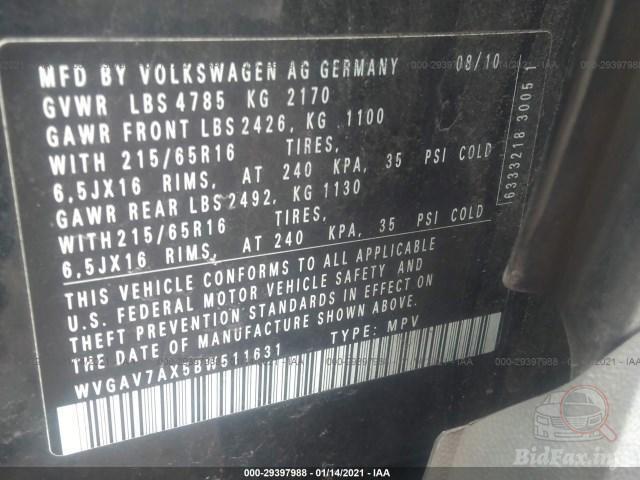 MFD BY VOLKSWAGEN AG GERMANY 08/10
GVWR LBS 4785 KG 2170
GAWR FRONT LBS 2426, KG 1100
WITH 215/65R16 TIRES,
6,5JX16 RIMS, AT 240 KPA, 35 PSI COLD
GAWR REAR LBS2492, KG 1130
WITH215/65R16 TIRES,
6,5JX16 RIMS, AT 240 KPA, 35 PSI COLD
THIS VEHICLE CONFORMS TO ALL APPLICABLE
U.S. FEDERAL MOTOR VEHICLE SAFETY AND
THEFT PREVENTION STANDARDS IN EFFECT ON
THE DATE OF MANUFACTURE SHOWN ABOVE.
WVGAV7AX5BW511631 TYPE: MPV
6333218 3005 1
BidFax.info
000-29397988 - 01/14/2021 - IAA